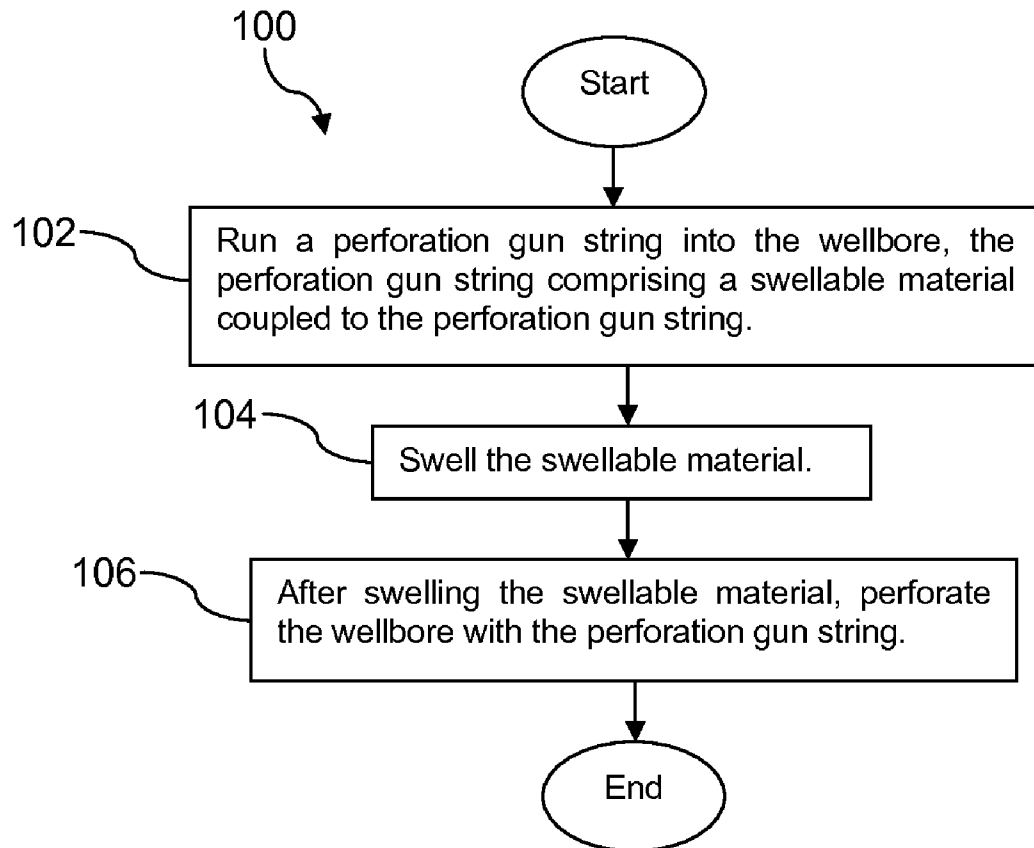 100
Start
102
Run a perforation gun string into the wellbore, the
perforation gun string comprising a swellable material
coupled to the perforation gun string.
104
Swell the swellable material.
106
After swelling the swellable material, perforate
the wellbore with the perforation gun string.
End